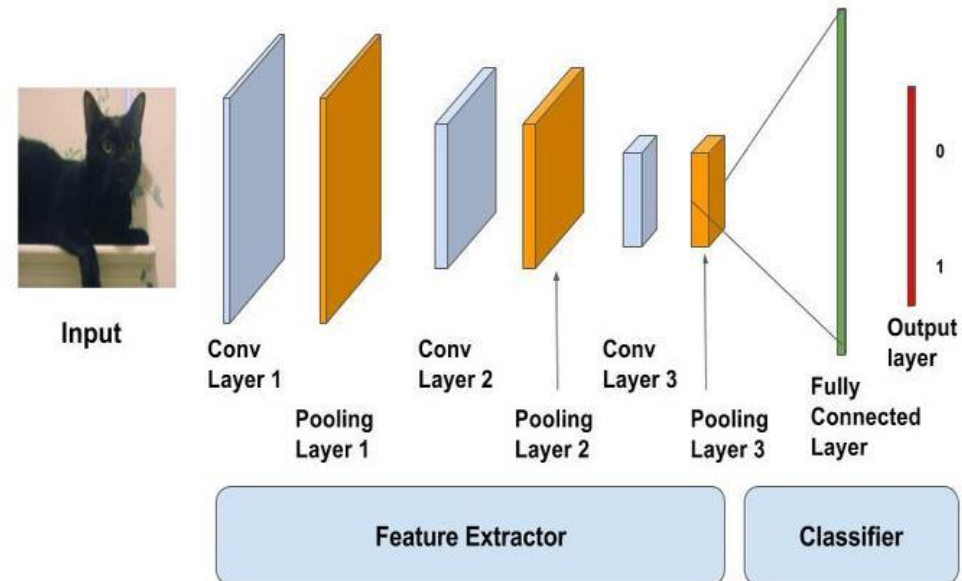 0
1
Input
Output
layer
Conv
Layer 1
Conv
Layer 2
Conv
Layer 3
Fully
Connected
Layer
Pooling
Layer 1
Pooling
Layer 2
Pooling
Layer 3
Feature Extractor
Classifier